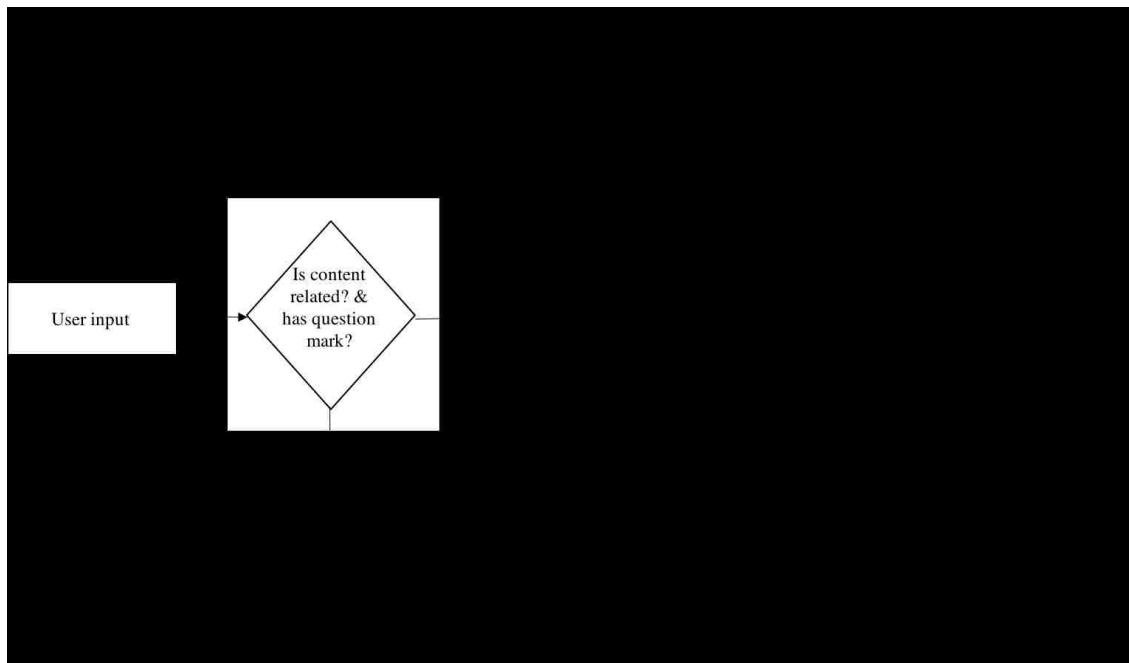 User input
Is content
related? &
has question
mark?